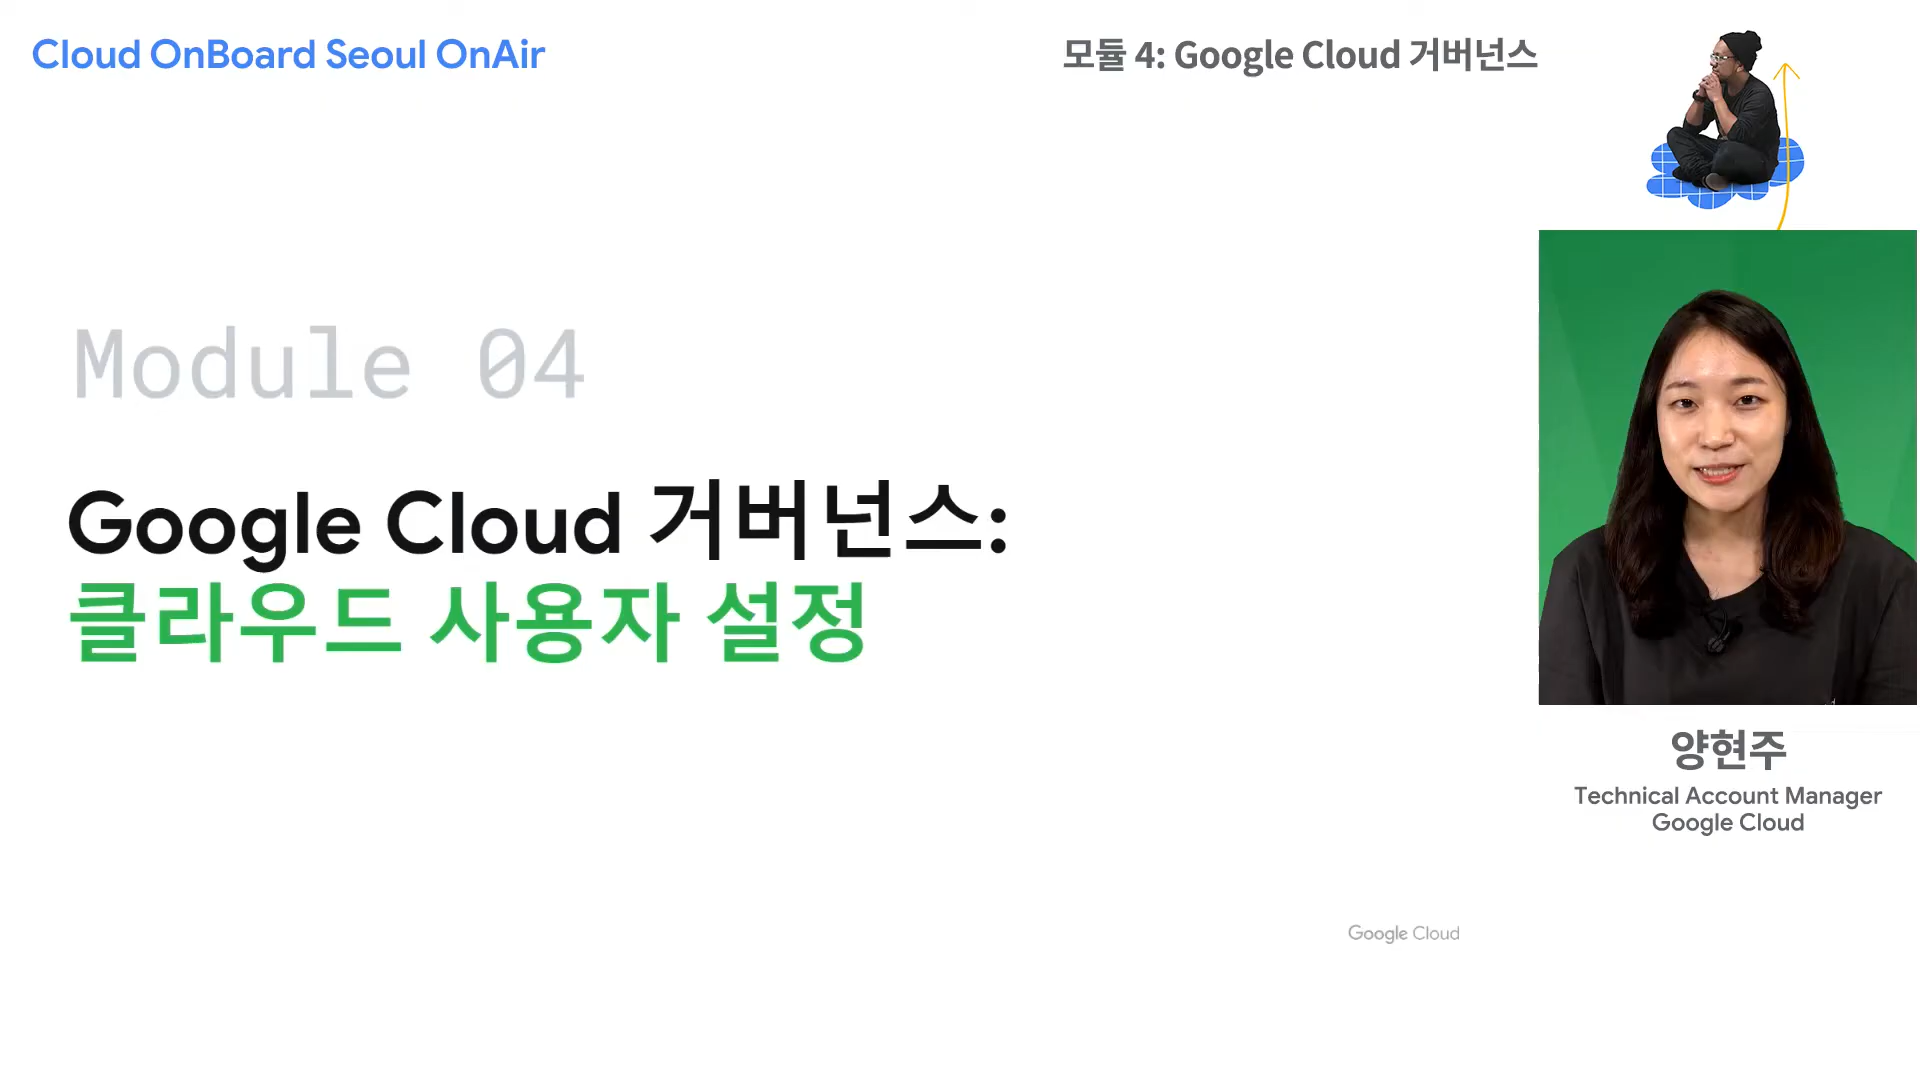 Cloud OnBoard Seoul OnAir
모듈 4: Google Cloud 거버넌스
Module 04
Google Cloud 거버넌스:
클라우드 사용자 설정
양현주
Technical Account Manager
Google Cloud
Google Cloud